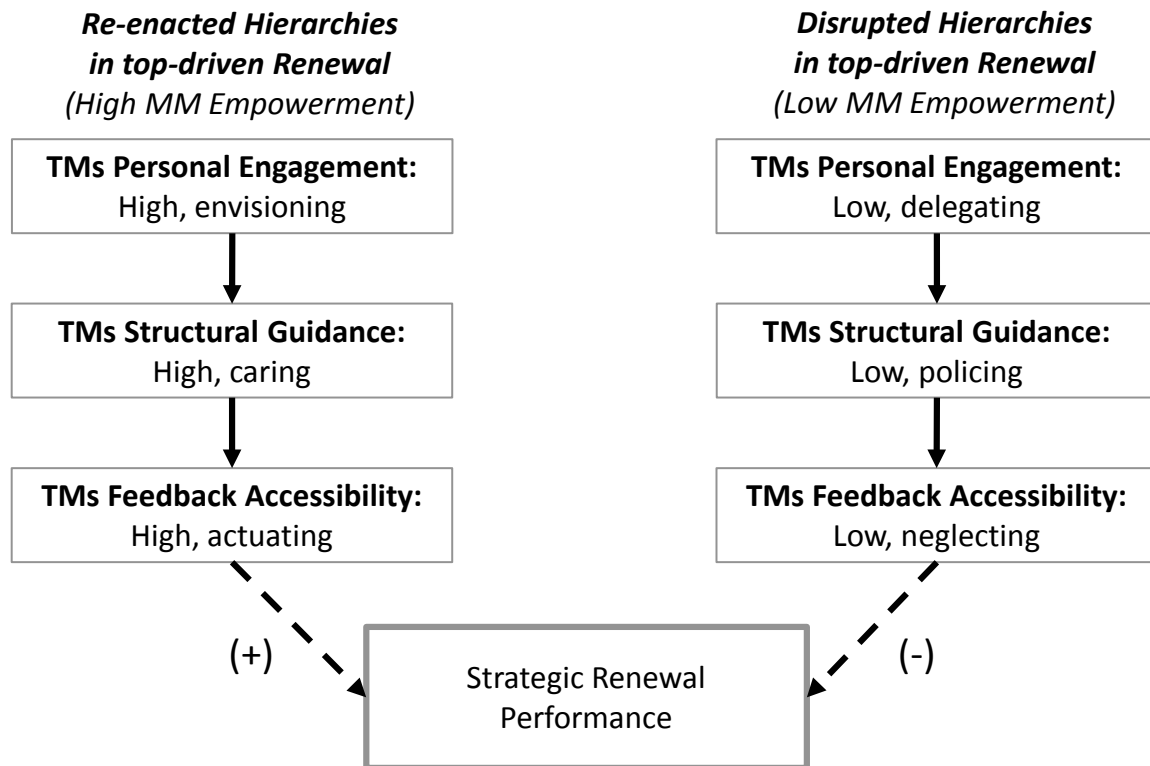 Re-enacted Hierarchies
in top-driven Renewal
(High MM Empowerment)
TMs Personal Engagement:
High, envisioning
TMs Structural Guidance:
High, caring
TMs Feedback Accessibility:
High, actuating
(+)
Disrupted Hierarchies
in top-driven Renewal
(Low MM Empowerment)
TMs Personal Engagement:
Low, delegating
TMs Structural Guidance:
Low, policing
TMs Feedback Accessibility:
Low, neglecting
(-)
Strategic Renewal
Performance